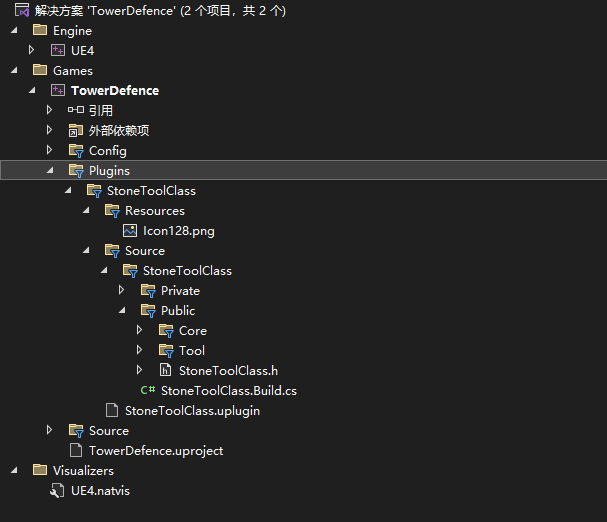 解决方案 'TowerDefence' (2 个项目，共 2 个)
Engine
UE4
Games
TowerDefence
引用
外部依赖项
Config
Plugins
StoneToolClass
Resources
Icon128.png
Source
StoneToolClass
Private
Public
Core
Tool
StoneToolClass.h
C# StoneToolClass.Build.cs
StoneToolClass.uplugin
Source
TowerDefence.uproject
Visualizers
UE4.natvis